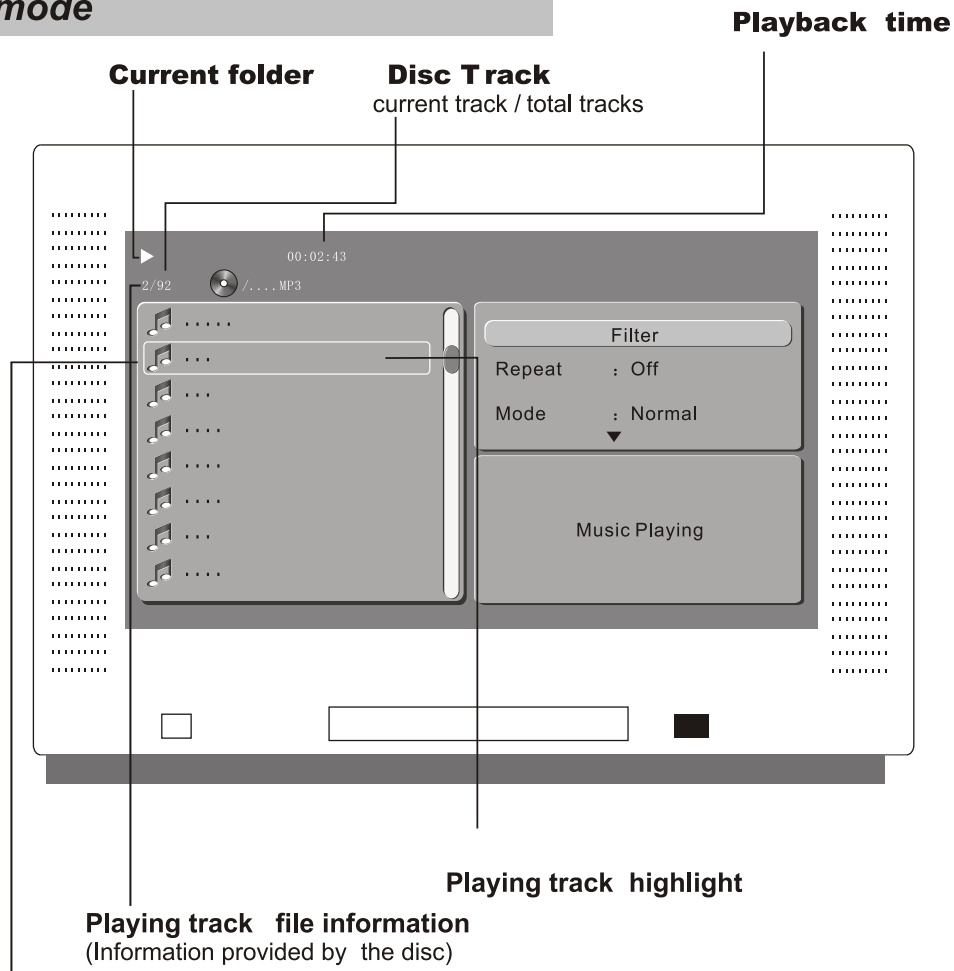 mode
Playback time
Current folder
Disc Track
current track / total tracks
00:02:43
2/92
/....MP3
.....
...
...
....
....
....
...
....
Filter
Repeat : Off
Mode : Normal
Music Playing
Playing track highlight
Playing track file information
(Information provided by the disc)